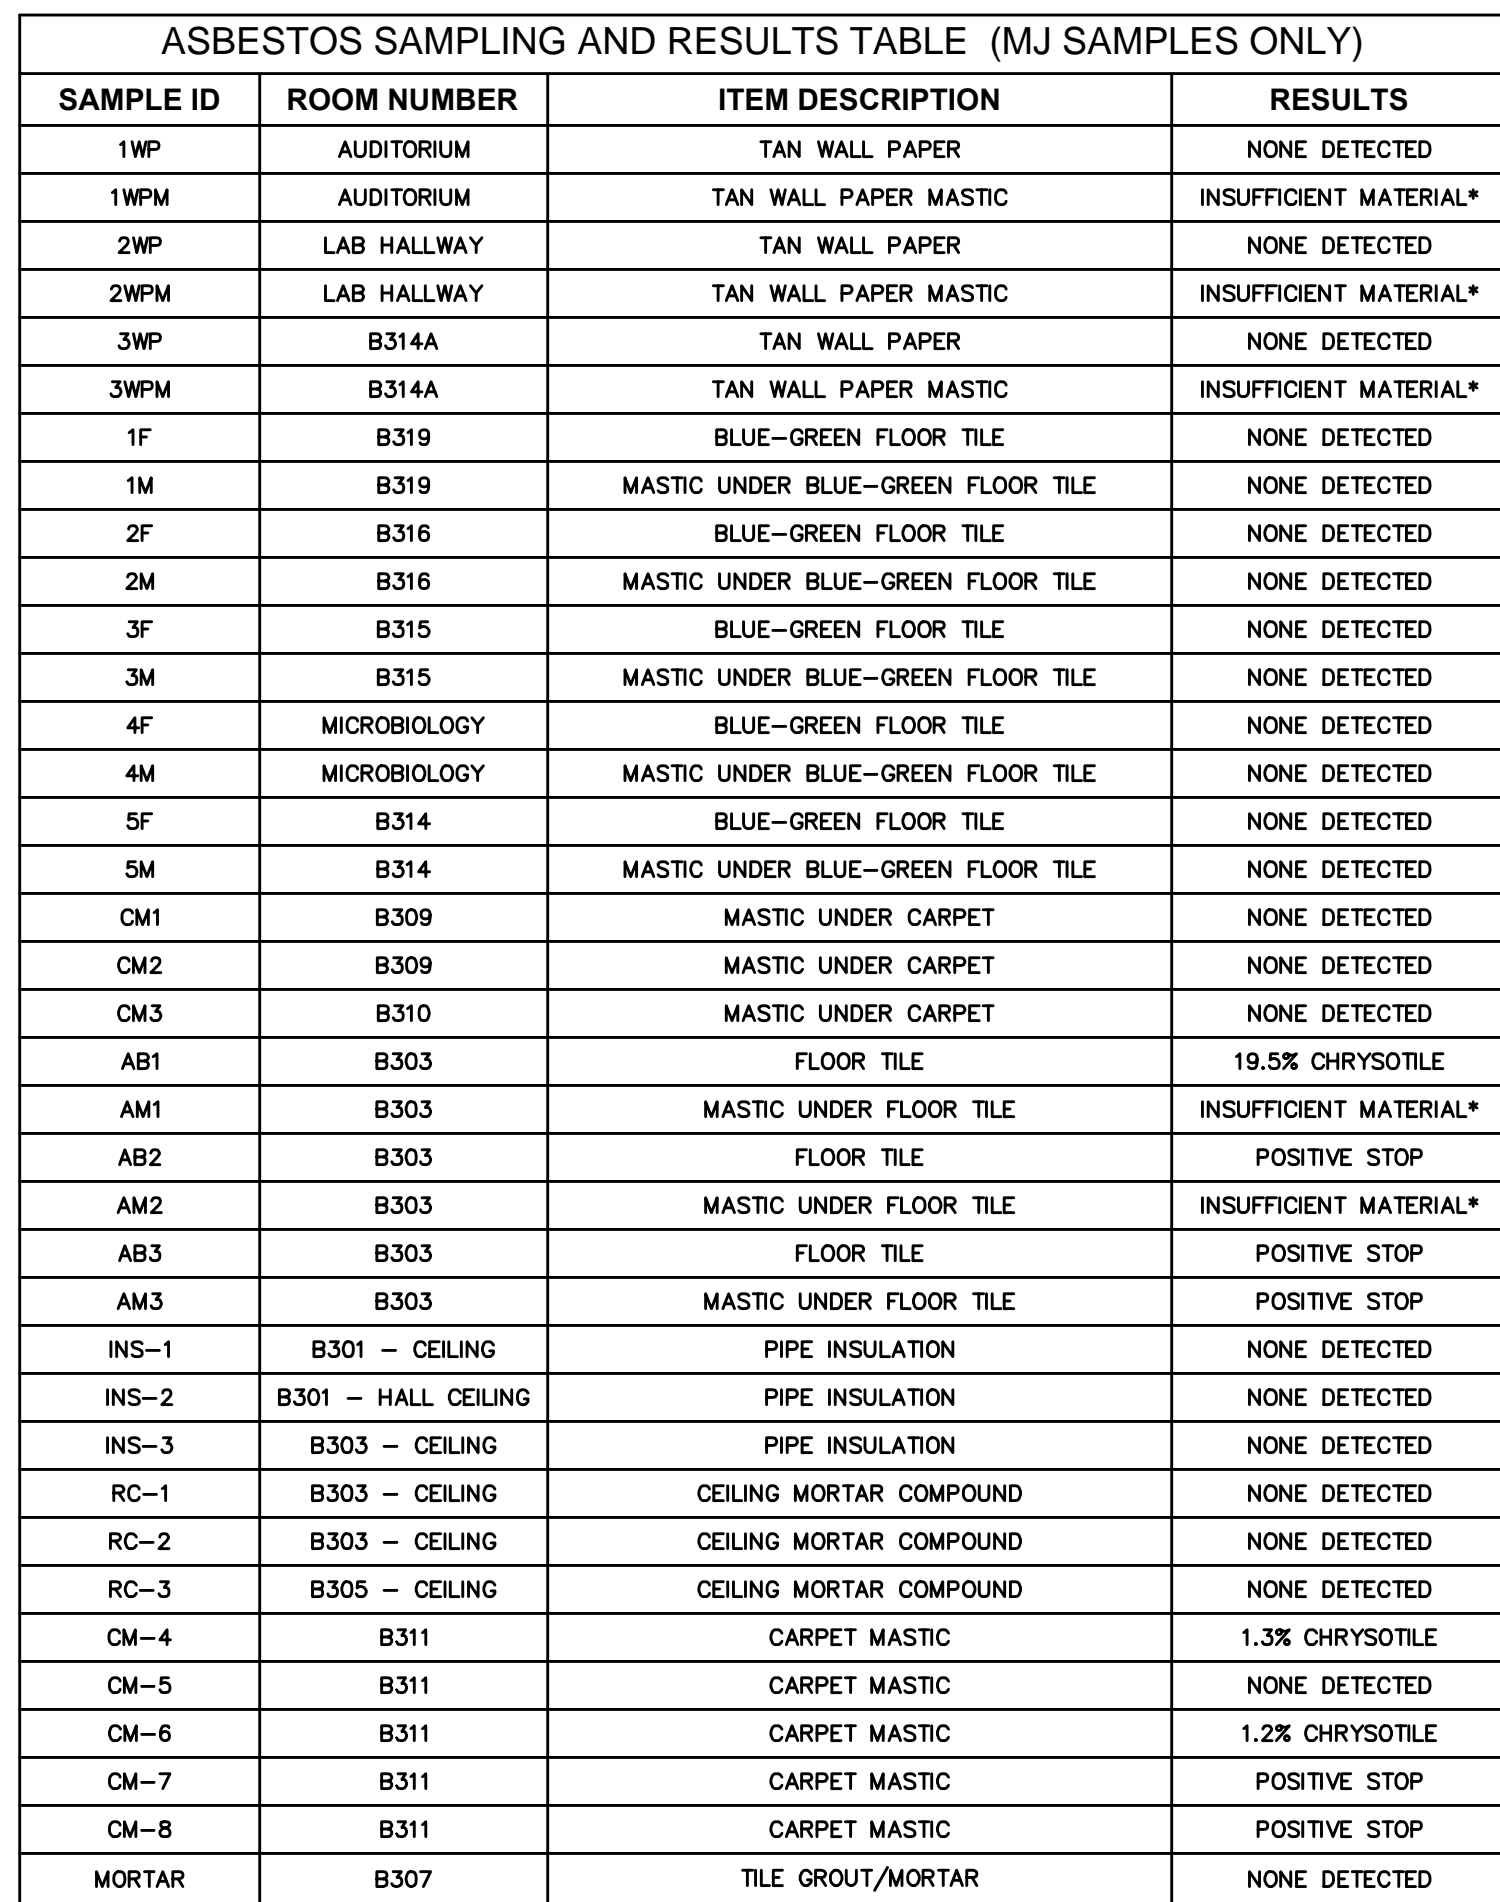 ASBESTOS SAMPLING AND RESULTS TABLE (MJ SAMPLES ONLY)
SAMPLE ID ROOM NUMBER ITEM DESCRIPTION RESULTS
1WP AUDITORIUM TAN WALL PAPER NONE DETECTED
1WPM AUDITORIUM TAN WALL PAPER MASTIC INSUFFICIENT MATERIAL*
2WP LAB HALLWAY TAN WALL PAPER NONE DETECTED
2WPM LAB HALLWAY TAN WALL PAPER MASTIC INSUFFICIENT MATERIAL*
3WP B314A TAN WALL PAPER NONE DETECTED
3WPM B314A TAN WALL PAPER MASTIC INSUFFICIENT MATERIAL*
1F B319 BLUE-GREEN FLOOR TILE NONE DETECTED
1M B319 MASTIC UNDER BLUE-GREEN FLOOR TILE NONE DETECTED
2F B316 BLUE-GREEN FLOOR TILE NONE DETECTED
2M B316 MASTIC UNDER BLUE-GREEN FLOOR TILE NONE DETECTED
3F B315 BLUE-GREEN FLOOR TILE NONE DETECTED
3M B315 MASTIC UNDER BLUE-GREEN FLOOR TILE NONE DETECTED
4F MICROBIOLOGY BLUE-GREEN FLOOR TILE NONE DETECTED
4M MICROBIOLOGY MASTIC UNDER BLUE-GREEN FLOOR TILE NONE DETECTED
5F B314 BLUE-GREEN FLOOR TILE NONE DETECTED
5M B314 MASTIC UNDER BLUE-GREEN FLOOR TILE NONE DETECTED
CM1 B309 MASTIC UNDER CARPET NONE DETECTED
CM2 B309 MASTIC UNDER CARPET NONE DETECTED
CM3 B310 MASTIC UNDER CARPET NONE DETECTED
AB1 B303 FLOOR TILE 19.5% CHRYSOTILE
AM1 B303 MASTIC UNDER FLOOR TILE INSUFFICIENT MATERIAL*
AB2 B303 FLOOR TILE POSITIVE STOP
AM2 B303 MASTIC UNDER FLOOR TILE INSUFFICIENT MATERIAL*
AB3 B303 FLOOR TILE POSITIVE STOP
AM3 B303 MASTIC UNDER FLOOR TILE POSITIVE STOP
INS-1 B301 - CEILING PIPE INSULATION NONE DETECTED
INS-2 B301 - HALL CEILING PIPE INSULATION NONE DETECTED
INS-3 B303 - CEILING PIPE INSULATION NONE DETECTED
RC-1 B303 - CEILING CEILING MORTAR COMPOUND NONE DETECTED
RC-2 B303 - CEILING CEILING MORTAR COMPOUND NONE DETECTED
RC-3 B305 - CEILING CEILING MORTAR COMPOUND NONE DETECTED
CM-4 B311 CARPET MASTIC 1.3% CHRYSOTILE
CM-5 B311 CARPET MASTIC NONE DETECTED
CM-6 B311 CARPET MASTIC 1.2% CHRYSOTILE
CM-7 B311 CARPET MASTIC POSITIVE STOP
CM-8 B311 CARPET MASTIC POSITIVE STOP
MORTAR B307 TILE GROUT/MORTAR NONE DETECTED